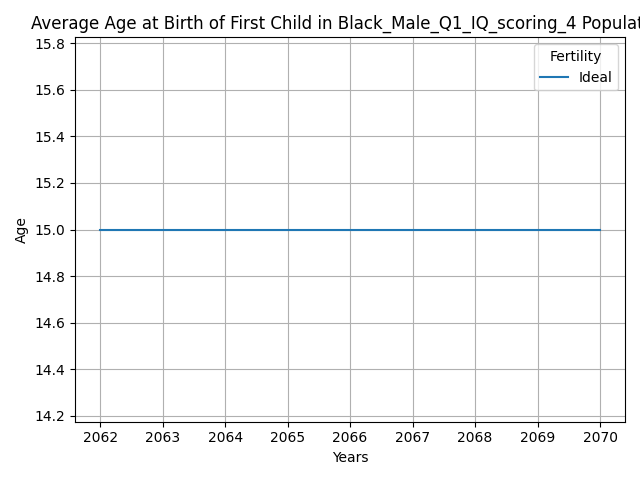 Average Age at Birth of First Child in Black_Male_Q1_IQ_scoring_4 Populat
15.8
15.6
15.4
15.2
15.0
14.8
14.6
14.4
14.2
Age
Fertility
Ideal
2062 2063 2064 2065 2066 2067 2068 2069 2070
Years